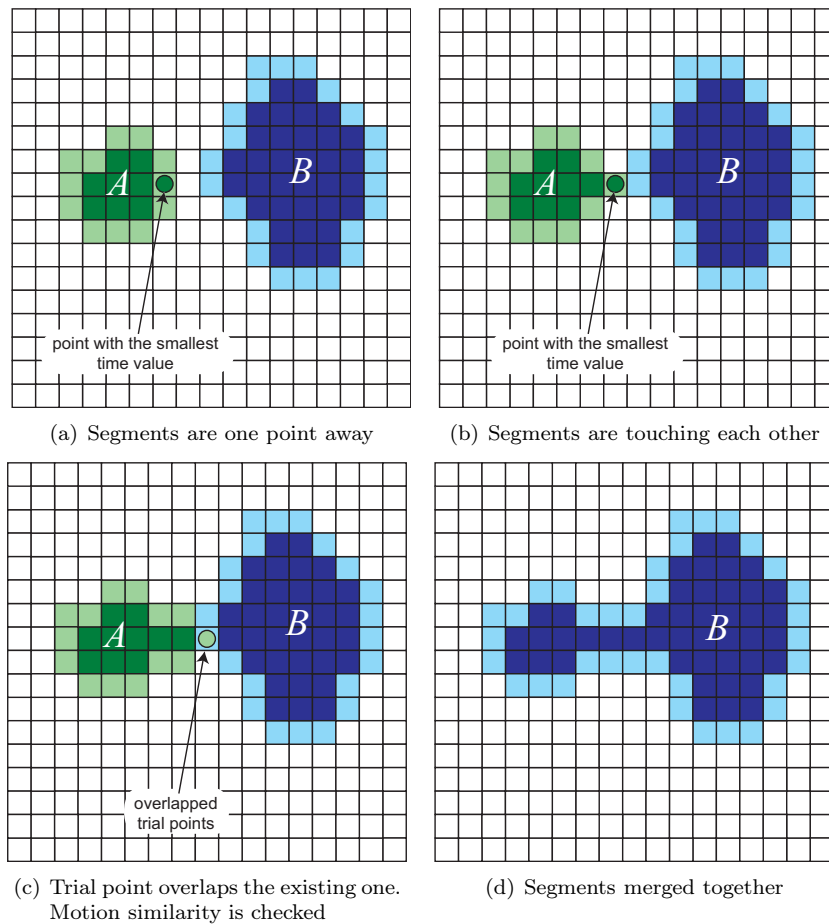 A
B
point with the smallest
time value
(a) Segments are one point away
A
B
point with the smallest
time value
(b) Segments are touching each other
A
B
overlapped
trial points
(c) Trial point overlaps the existing one.
Motion similarity is checked
B
(d) Segments merged together